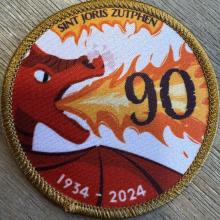 SINT JORIS ZUTPHEN
90
1934 - 2024